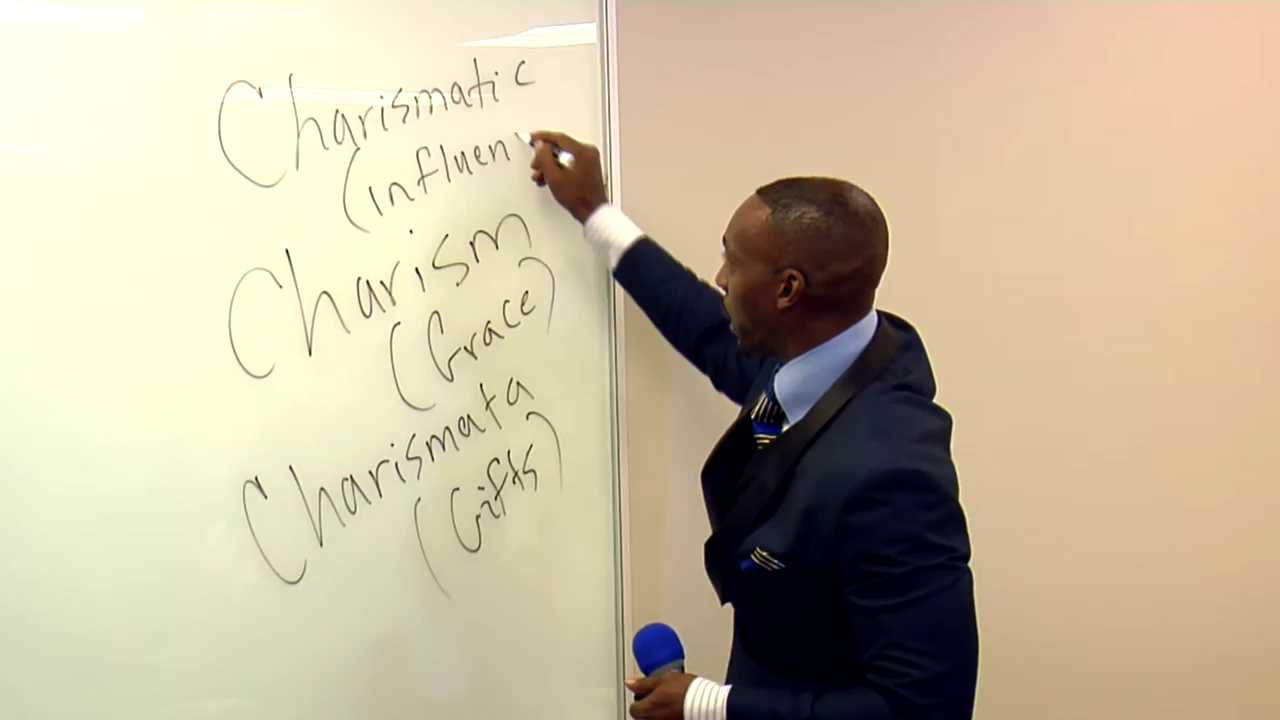 Charismatic
(influen
Charism
(Grace)
Charismata
(Gifts)